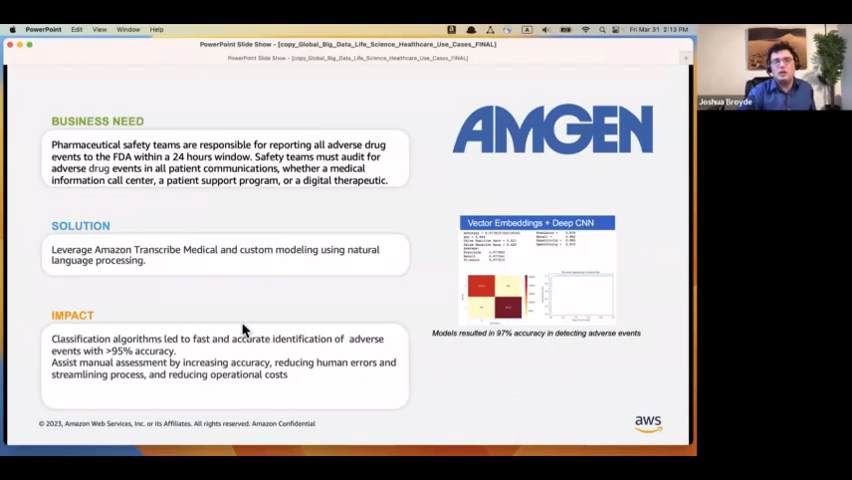 PowerPoint File Edit View Window Help
Fri Mar 31 2:13 PM
PowerPoint Slide Show - [copy_Global_Big_Data_Life_Science_Healthcare_Use_Cases_FINAL]
PowerPoint Slide Show - [copy_Global_Big_Data_Life_Science_Healthcare_Use_Cases_FINAL]
Joshua Broyde
BUSINESS NEED
Pharmaceutical safety teams are responsible for reporting all adverse drug
events to the FDA within a 24 hours window. Safety teams must audit for
adverse drug events in all patient communications, whether a medical
information call center, a patient support program, or a digital therapeutic.
AMGEN
SOLUTION
Leverage Amazon Transcribe Medical and custom modeling using natural
language processing.
Vector Embeddings + Deep CNN
Models resulted in 97% accuracy in detecting adverse events
IMPACT
Classification algorithms led to fast and accurate identification of adverse
events with >95% accuracy.
Assist manual assessment by increasing accuracy, reducing human errors and
streamlining process, and reducing operational costs
© 2023, Amazon Web Services, Inc. or its Affiliates. All rights reserved. Amazon Confidential
aws